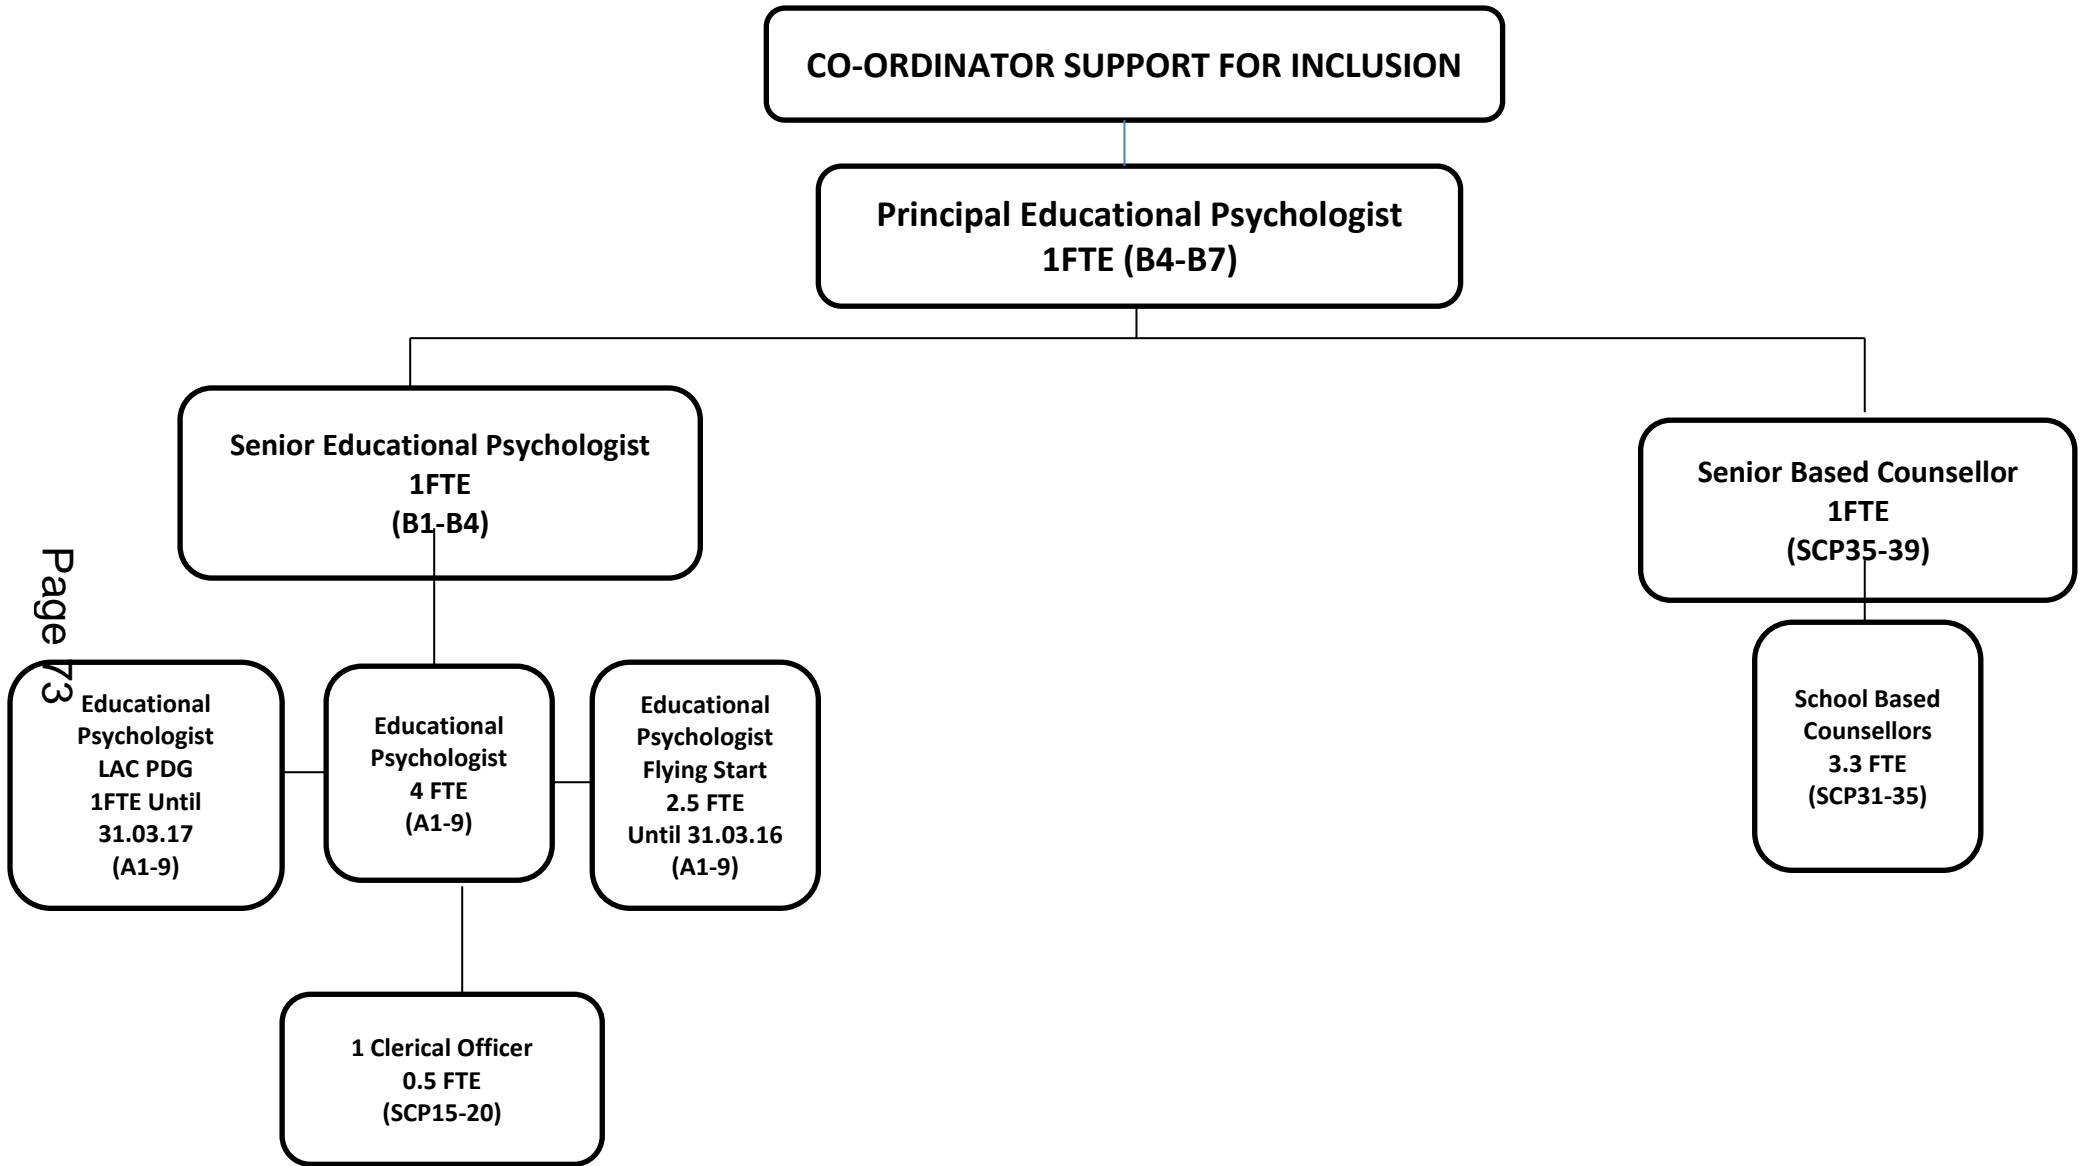 CO-ORDINATOR SUPPORT FOR INCLUSION
Principal Educational Psychologist
1FTE (B4-B7)
Senior Educational Psychologist
1FTE
(B1-B4)
Senior Based Counsellor
1FTE
(SCP35-39)
Page 73
Educational
Psychologist
LAC PDG
1FTE Until
31.03.17
(A1-9)
Educational
Psychologist
4 FTE
(A1-9)
Educational
Psychologist
Flying Start
2.5 FTE
Until 31.03.16
(A1-9)
School Based
Counsellors
3.3 FTE
(SCP31-35)
1 Clerical Officer
0.5 FTE
(SCP15-20)